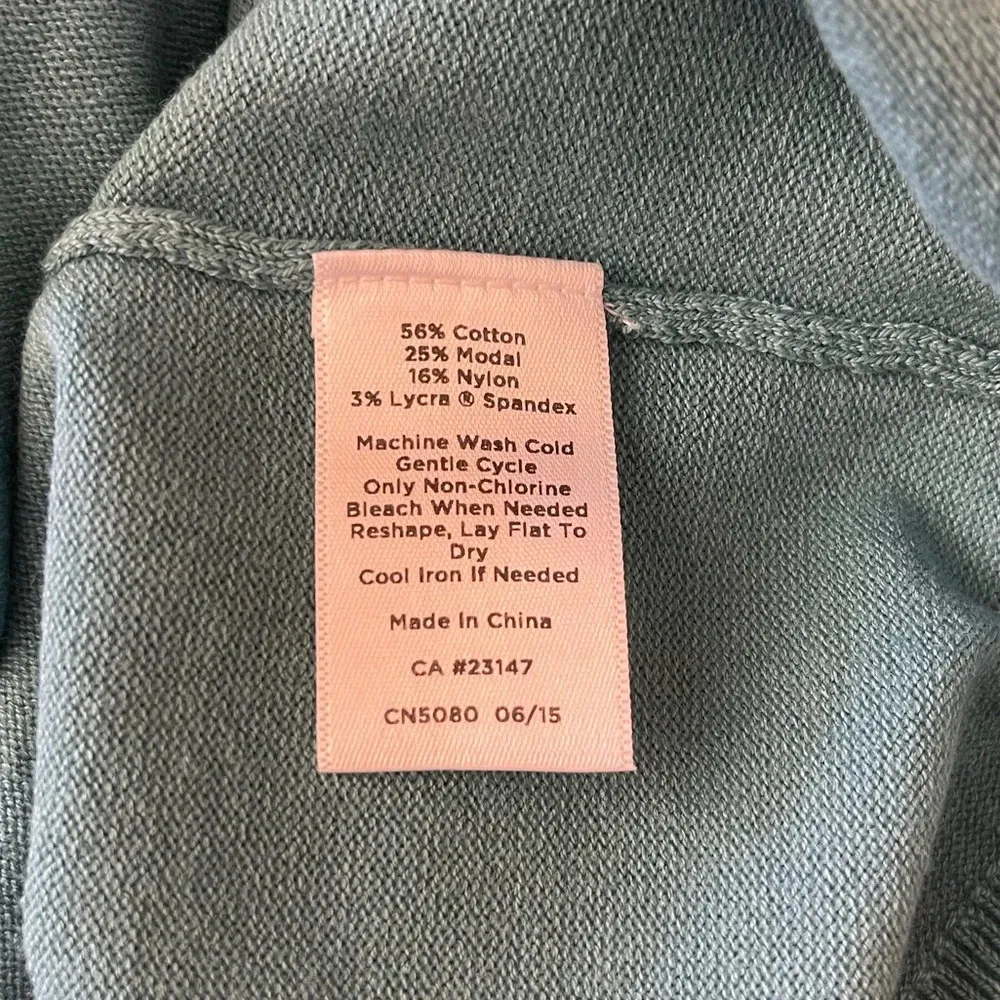 56% Cotton
25% Modal
16% Nylon
3% Lycra ® Spandex
Machine Wash Cold
Gentle Cycle
Only Non-Chlorine
Bleach When Needed
Reshape, Lay Flat To
Dry
Cool Iron If Needed
Made In China
CA #23147
CN5080 06/15